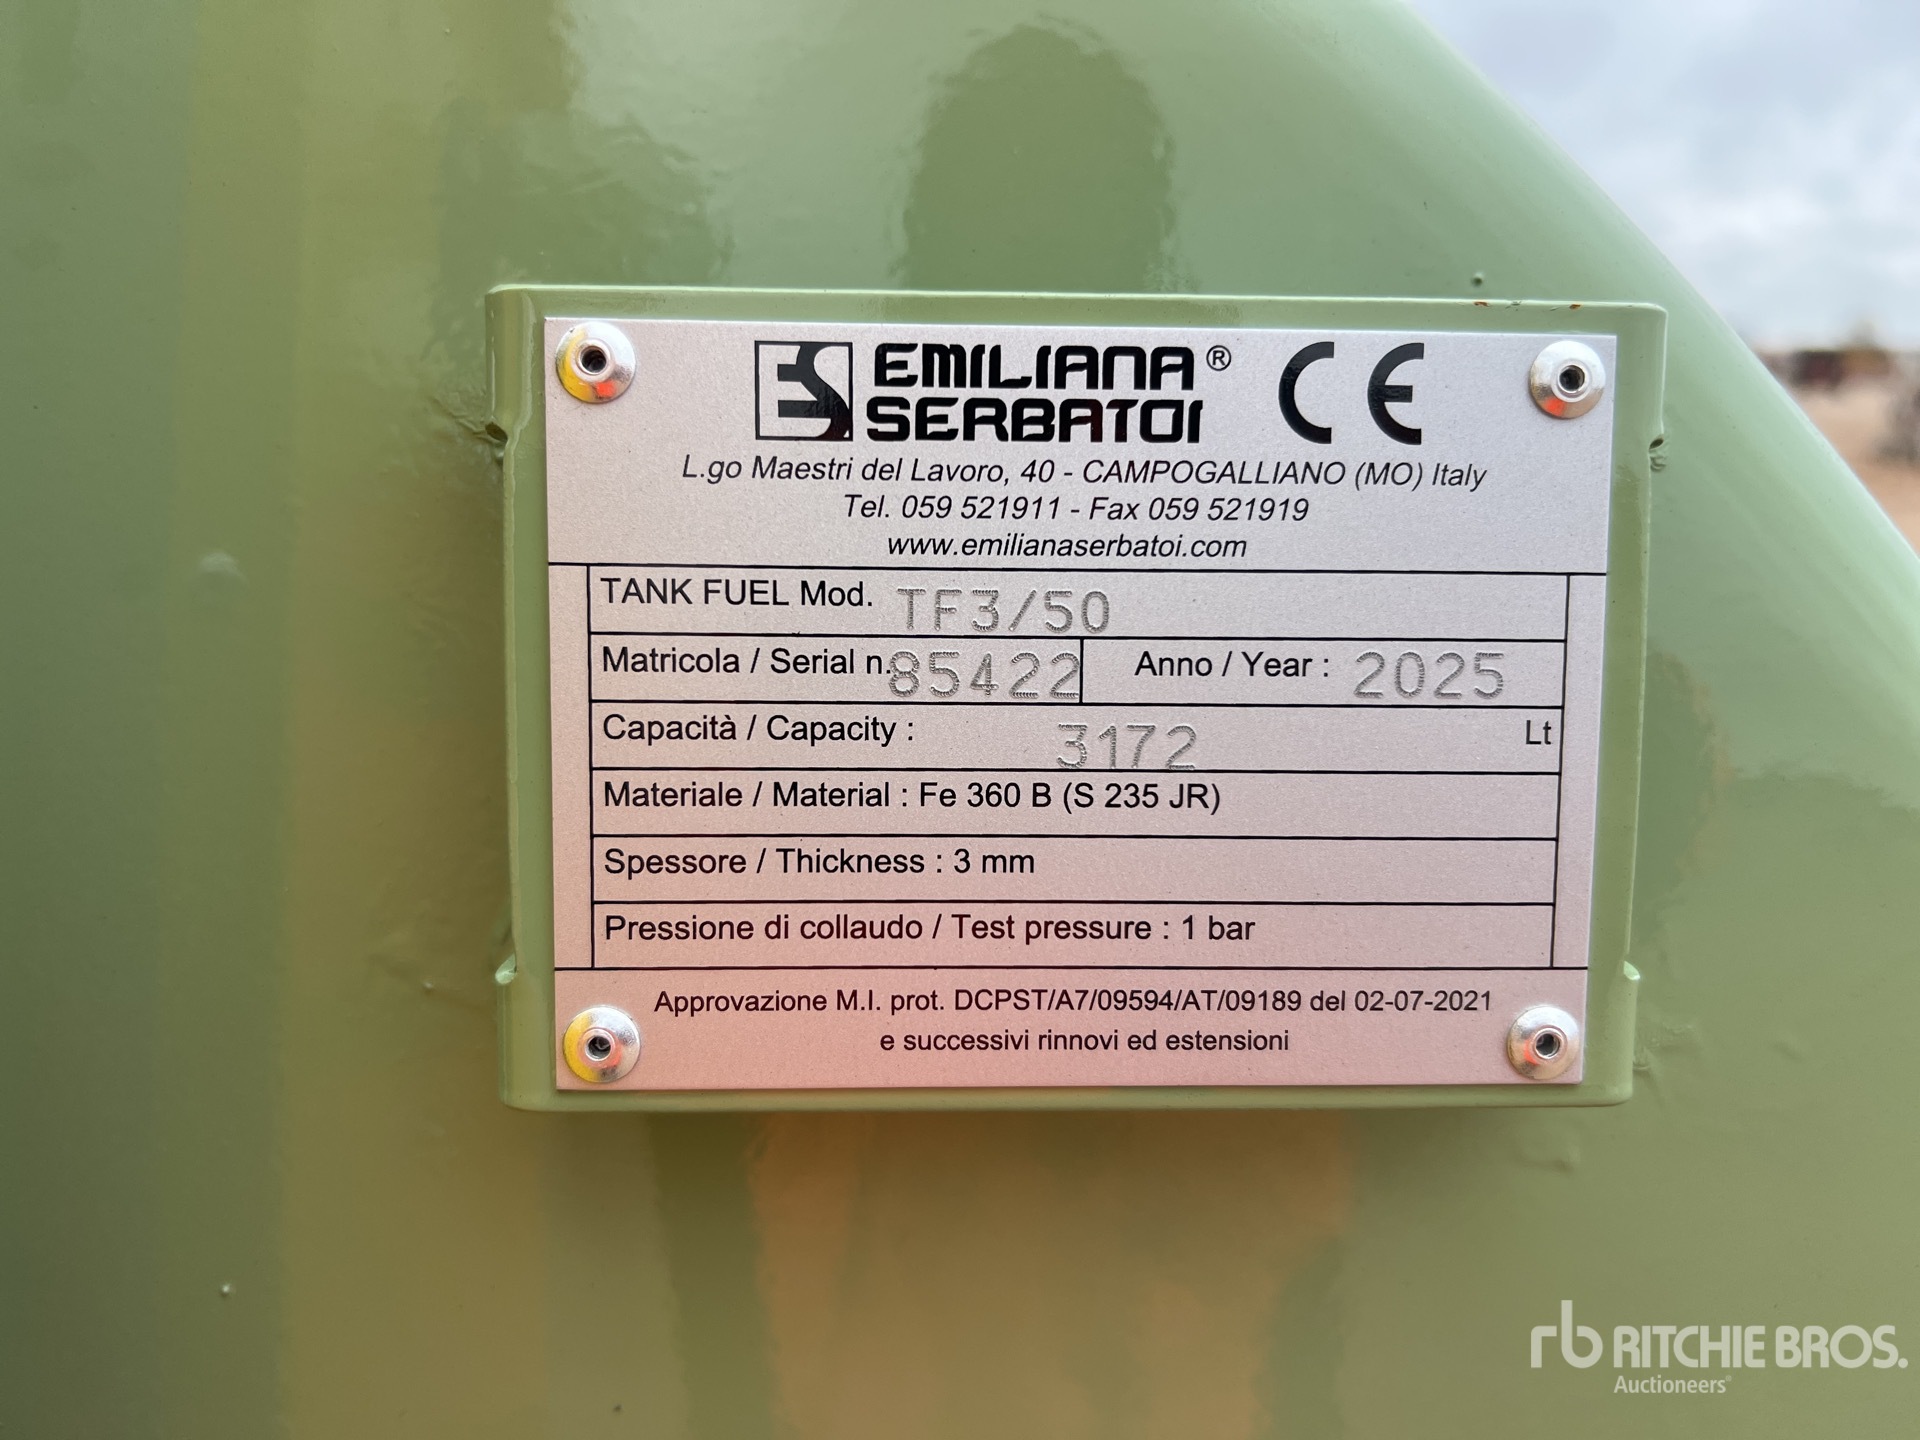 EMILIANA®
SERBATOI
CE
L.go Maestri del Lavoro, 40 - CAMPOGALLIANO (MO) Italy
Tel. 059 521911 - Fax 059 521919
www.emilianaserbatoi.com
TANK FUEL Mod. TF3/50
Matricola / Serial n. 85422 Anno / Year : 2025
Capacità / Capacity : 3172 Lt
Materiale / Material : Fe 360 B (S 235 JR)
Spessore / Thickness : 3 mm
Pressione di collaudo / Test pressure : 1 bar
Approvazione M.I. prot. DCPST/A7/09594/AT/09189 del 02-07-2021
e successivi rinnovi ed estensioni
rb RITCHIE BROS.
Auctioneers